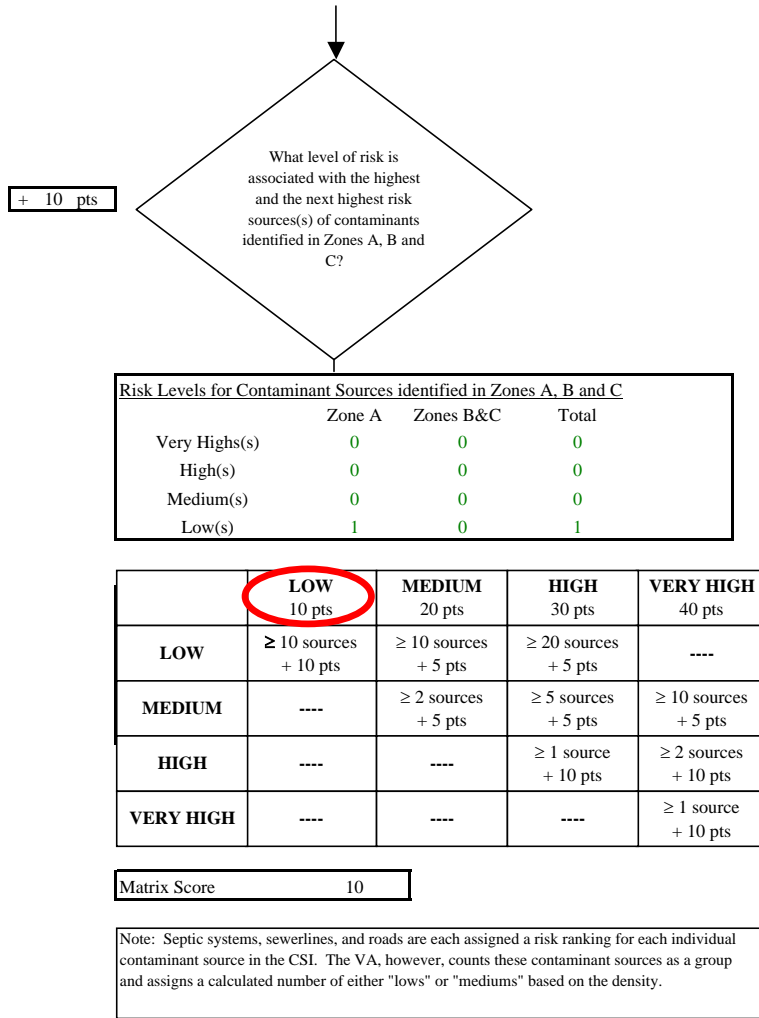 What level of risk is
associated with the highest
and the next highest risk
sources(s) of contaminants
identified in Zones A, B and
C?
+ 10 pts
Risk Levels for Contaminant Sources identified in Zones A, B and C
Zone A Zones B&C Total
Very Highs(s) 0 0 0
High(s) 0 0 0
Medium(s) 0 0 0
Low(s) 1 0 1
LOW MEDIUM HIGH VERY HIGH
10 pts 20 pts 30 pts 40 pts
LOW ≥ 10 sources ≥ 10 sources ≥ 20 sources ----
+ 10 pts + 5 pts + 5 pts
MEDIUM ---- ≥ 2 sources ≥ 5 sources ≥ 10 sources
+ 5 pts + 5 pts + 5 pts
HIGH ---- ---- ≥ 1 source ≥ 2 sources
+ 10 pts + 10 pts
VERY HIGH ---- ---- ---- ≥ 1 source
+ 10 pts
Matrix Score 10
Note: Septic systems, sewerlines, and roads are each assigned a risk ranking for each individual
contaminant source in the CSI. The VA, however, counts these contaminant sources as a group
and assigns a calculated number of either "lows" or "mediums" based on the density.